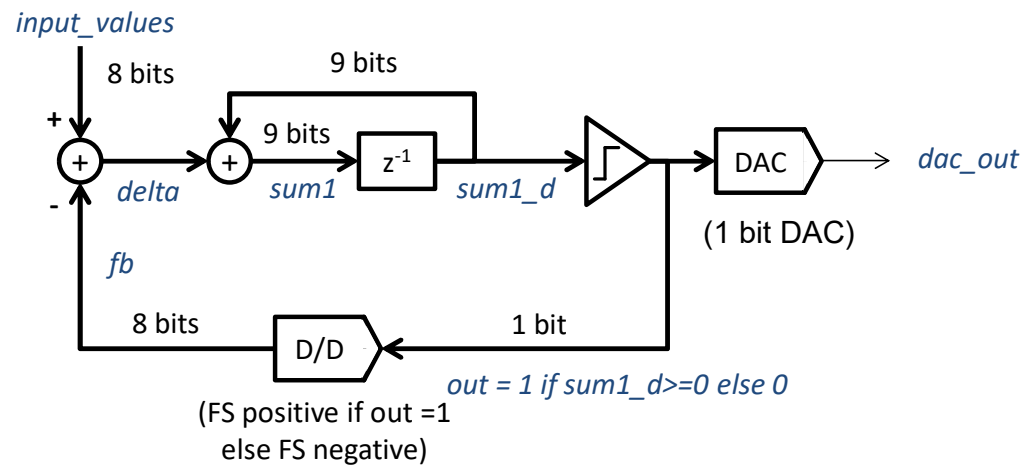 input_values
8 bits
9 bits
+
+
-
delta
9 bits
+
sum1
z-1
sum1_d
DAC
dac_out
(1 bit DAC)
fb
8 bits
D/D
1 bit
out = 1 if sum1_d>=0 else 0
(FS positive if out =1
else FS negative)